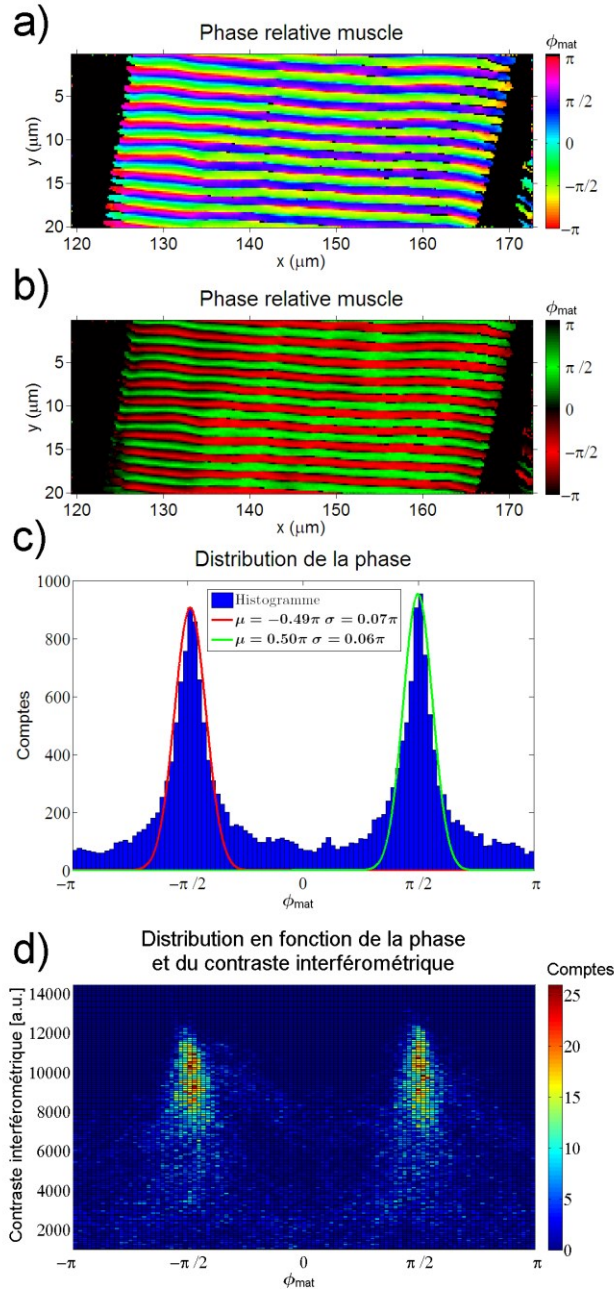 a)
Phase relative muscle
ϕmat
π
π /2
0
−π/2
−π
5
10
15
20
y (μm)
120 130 140 150 160 170
x (μm)
b)
Phase relative muscle
ϕmat
π
π /2
0
−π/2
−π
5
10
15
20
y (μm)
120 130 140 150 160 170
x (μm)
c)
Distribution de la phase
1000
800
600
400
200
0
Comptes
Histogramme
μ = −0.49π σ = 0.07π
μ = 0.50π σ = 0.06π
−π −π /2 0 π /2 π
ϕmat
d)
Distribution en fonction de la phase
et du contraste interférométrique
Comptes
25
20
15
10
5
0
14000
12000
10000
8000
6000
4000
2000
Contraste interférométrique [a.u.]
−π −π /2 0 π /2 π
ϕmat